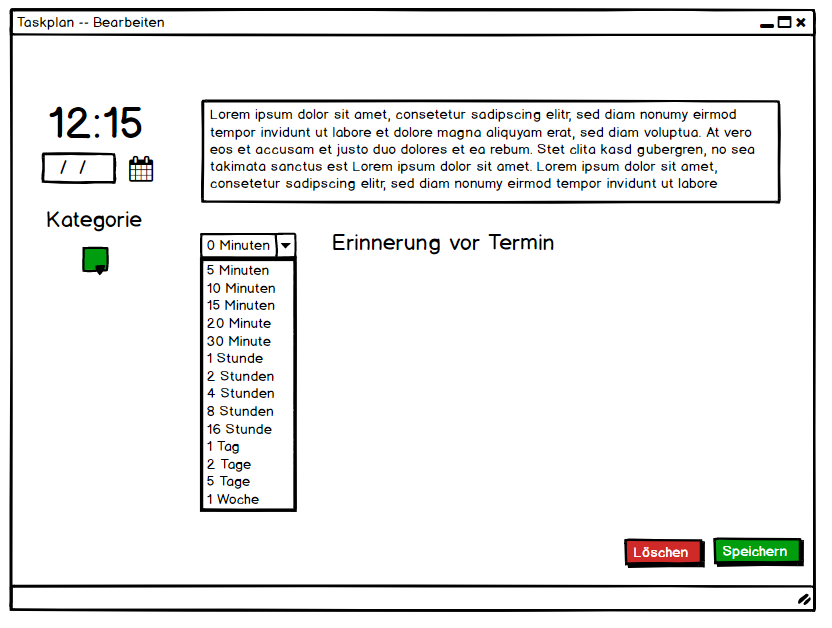 Taskplan -- Bearbeiten
12:15
/ /
Lorem ipsum dolor sit amet, consetetur sadipscing elitr, sed diam nonumy eirmod
tempor invidunt ut labore et dolore magna aliquyam erat, sed diam voluptua. At vero
eos et accusam et justo duo dolores et ea rebum. Stet clita kasd gubergren, no sea
takimata sanctus est Lorem ipsum dolor sit amet. Lorem ipsum dolor sit amet,
consetetur sadipscing elitr, sed diam nonumy eirmod tempor invidunt ut labore
Kategorie
0 Minuten
Erinnerung vor Termin
5 Minuten
10 Minuten
15 Minuten
20 Minute
30 Minute
1 Stunde
2 Stunden
4 Stunden
8 Stunden
16 Stunde
1 Tag
2 Tage
5 Tage
1 Woche
Löschen
Speichern